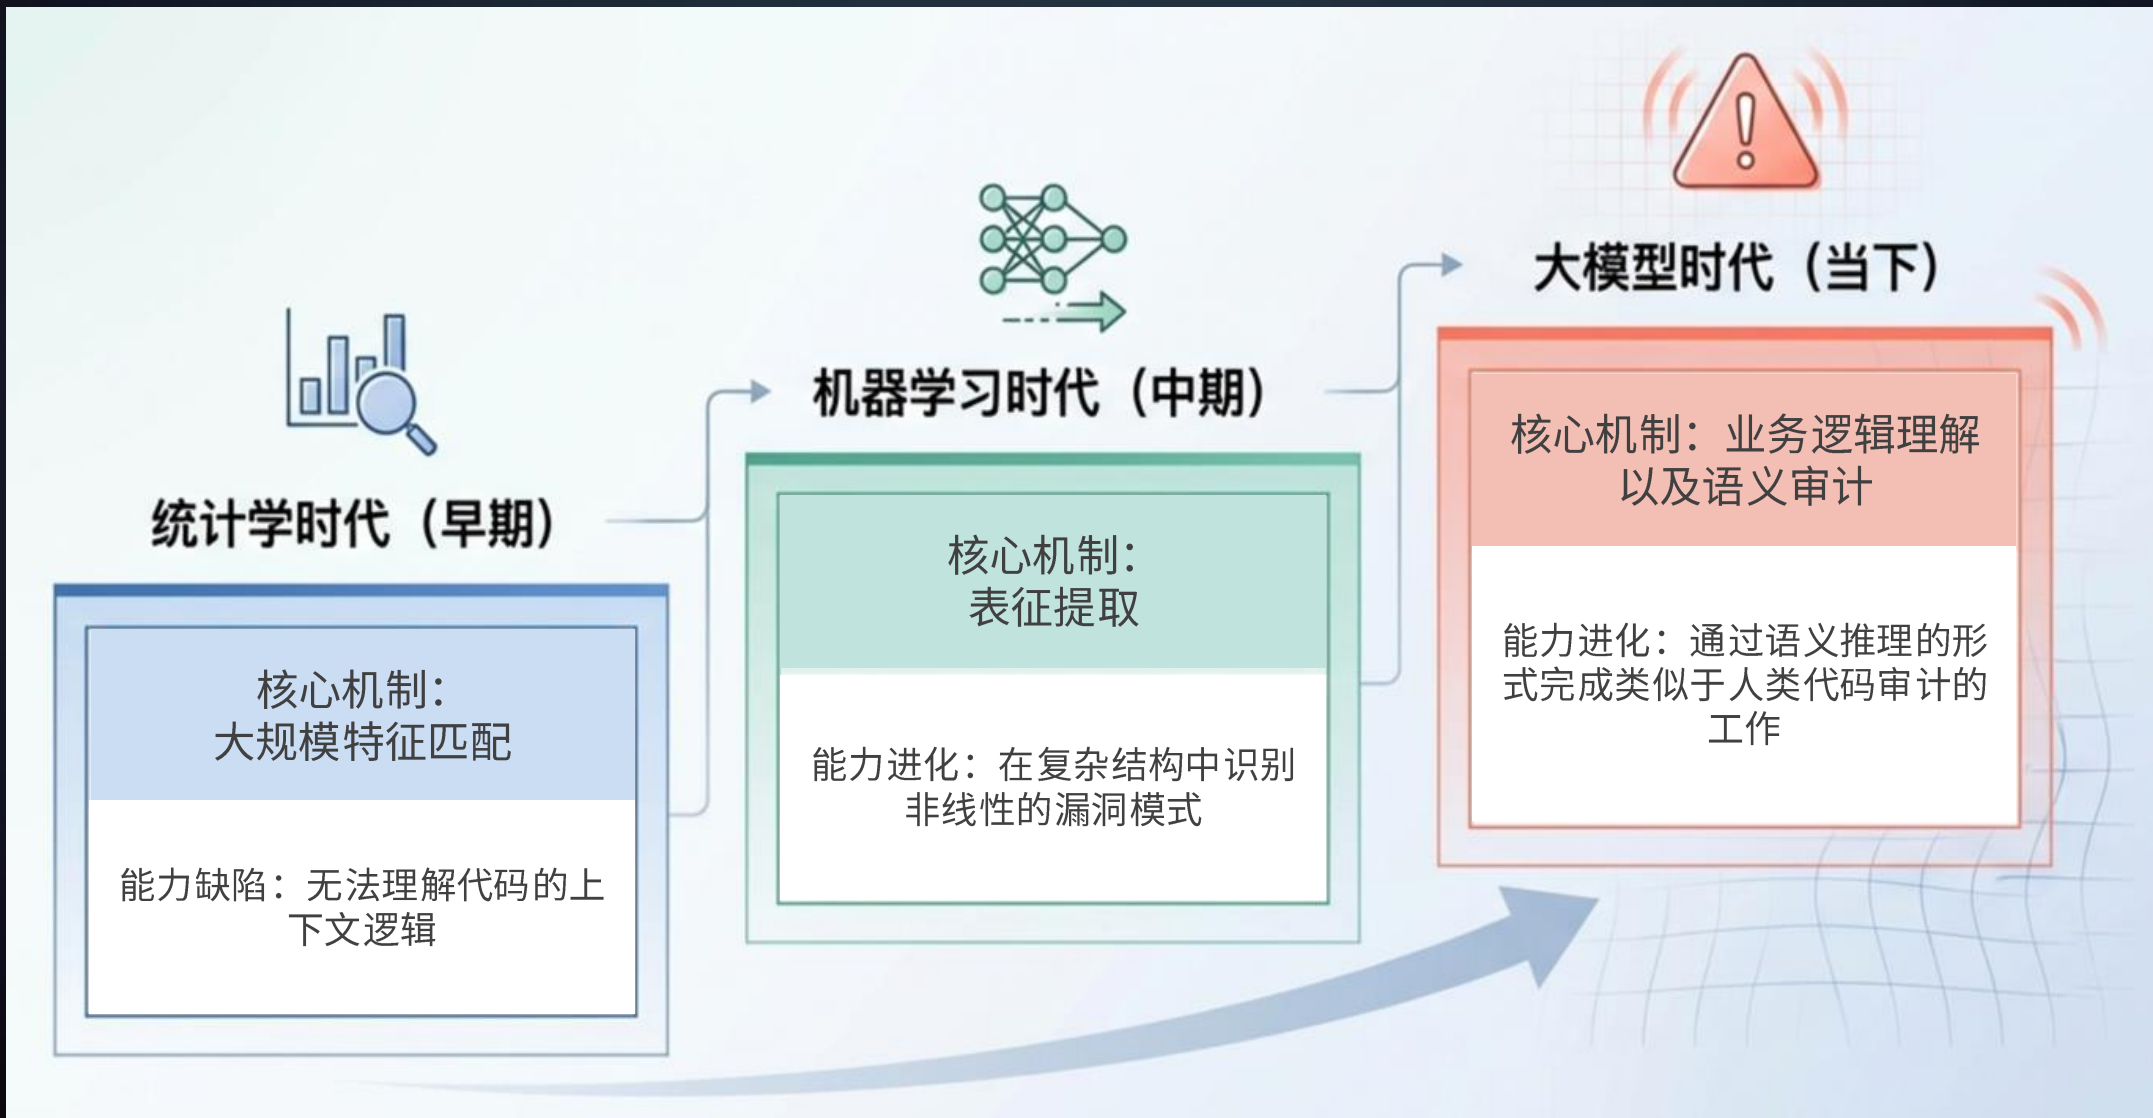 统计学时代（早期）
核心机制：
大规模特征匹配
能力缺陷：无法理解代码的上
下文逻辑
机器学习时代（中期）
核心机制：
表征提取
能力进化：在复杂结构中识别
非线性的漏洞模式
大模型时代（当下）
核心机制：业务逻辑理解
以及语义审计
能力进化：通过语义推理的形
式完成类似于人类代码审计的
工作